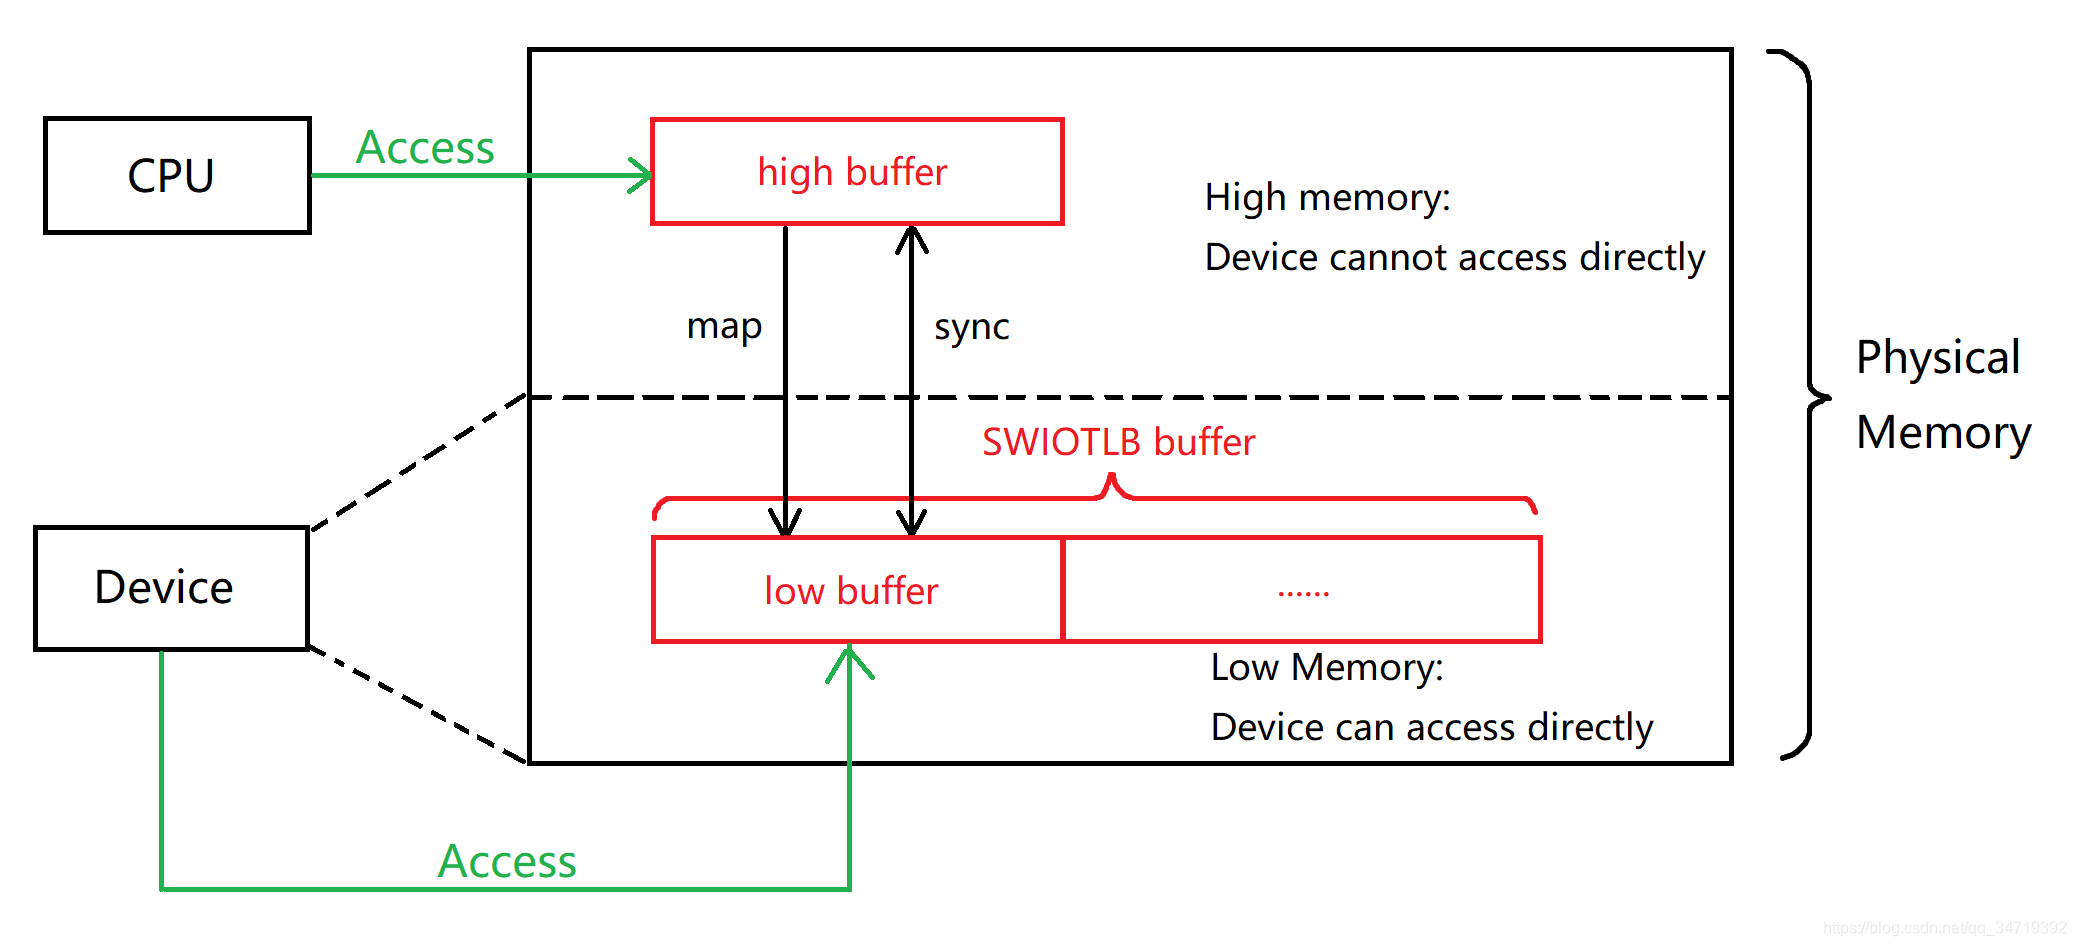 CPU
Access
high buffer
High memory:
Device cannot access directly
map
sync
Physical
Memory
SWIOTLB buffer
Device
low buffer
......
Low Memory:
Device can access directly
Access
https://blog.csdn.net/qq_34719392